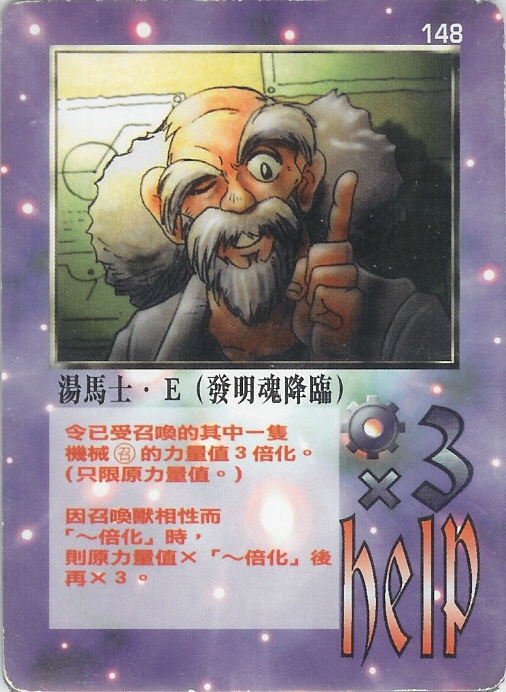 148
湯馬士・E（發明魂降臨）
令已受召喚的其中一隻
機械㊁的力量值3倍化。
（只限原力量值。）
因召喚獸相性而
「～倍化」時，
則原力量值×「～倍化」後
再×3。
×3
help